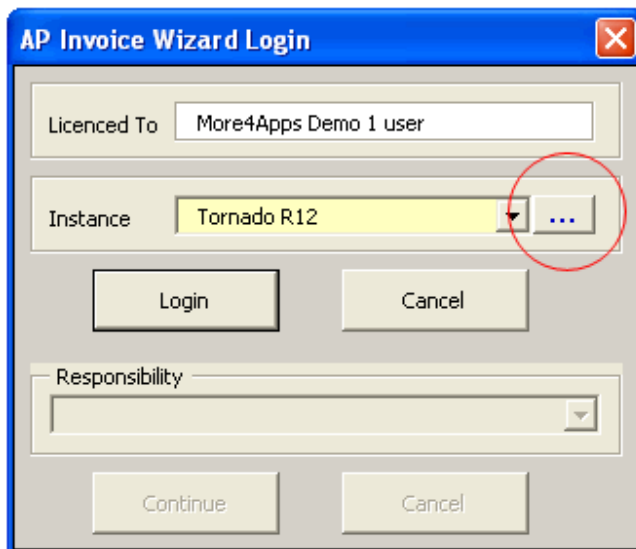 AP Invoice Wizard Login
Licenced To More4Apps Demo 1 user
Instance Tornado R12 ...
Login Cancel
Responsibility
Continue Cancel